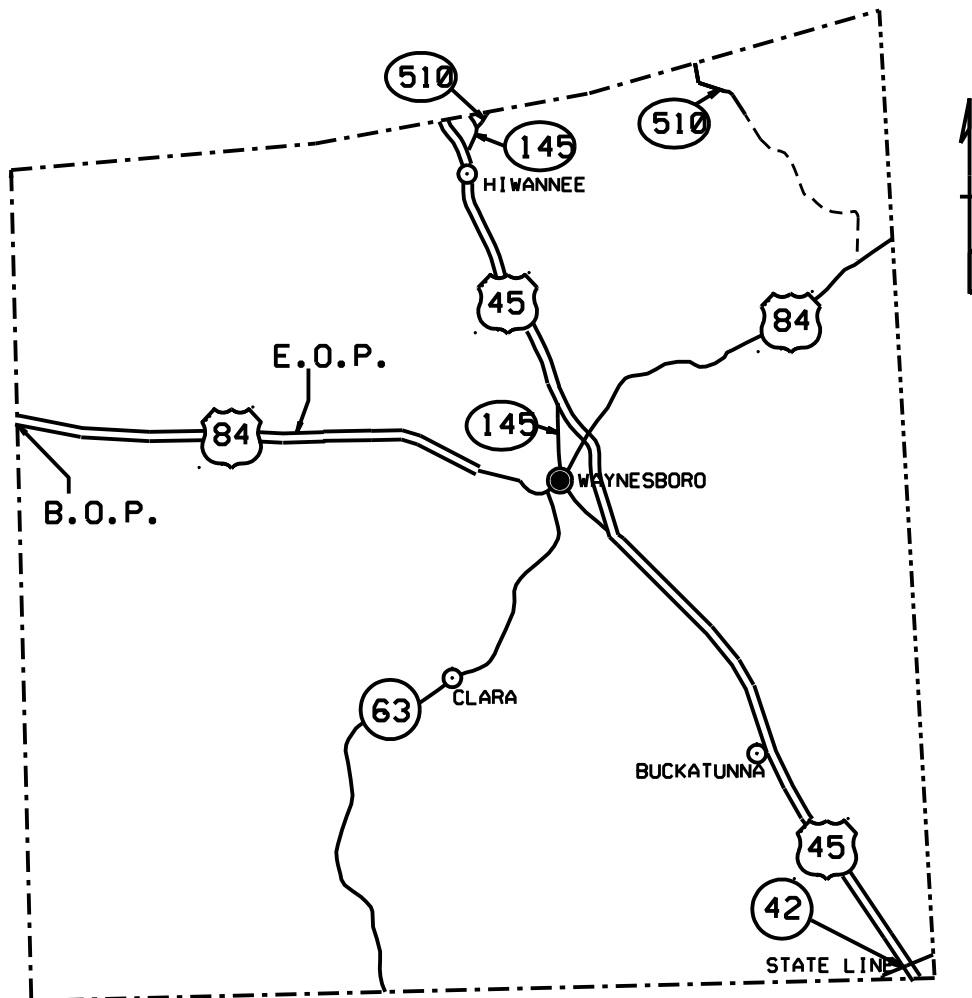 510
510
145
HIWANNEE
45
84
E.O.P.
145
84
WAYNESBORO
B.O.P.
CLARA
63
BUCKATUNNA
45
42
STATE LINE